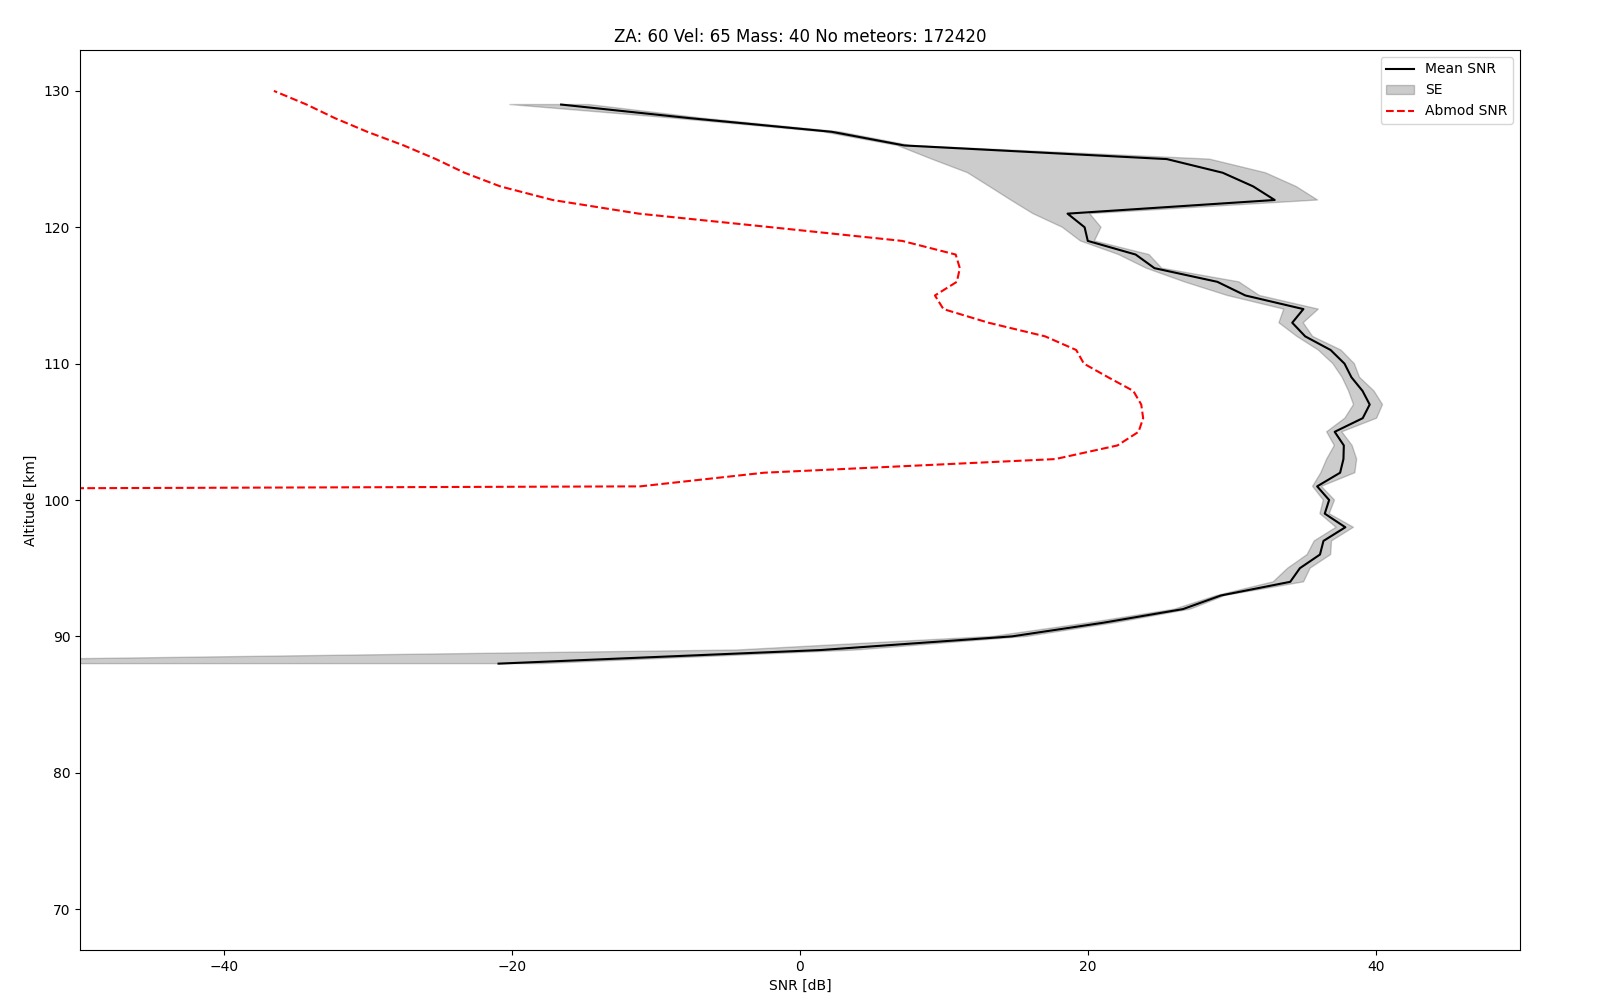 ZA: 60 Vel: 65 Mass: 40 No meteors: 172420
Mean SNR
SE
Abmod SNR
130
120
110
100
90
80
70
Altitude [km]
−40
−20
0
20
40
SNR [dB]